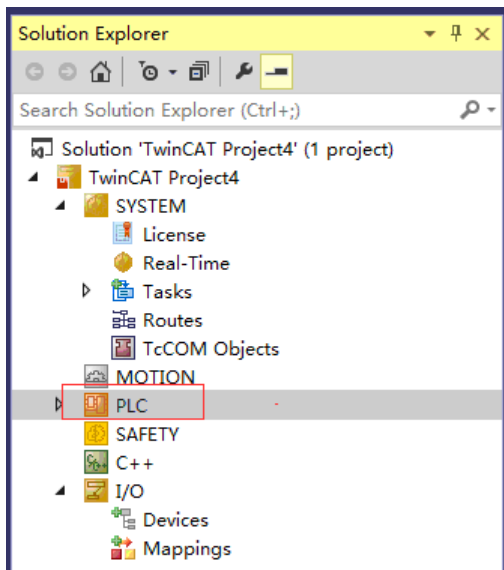 Solution Explorer
Search Solution Explorer (Ctrl+;)
Solution 'TwinCAT Project4' (1 project)
TwinCAT Project4
SYSTEM
License
Real-Time
Tasks
Routes
TcCOM Objects
MOTION
PLC
SAFETY
C++
I/O
Devices
Mappings